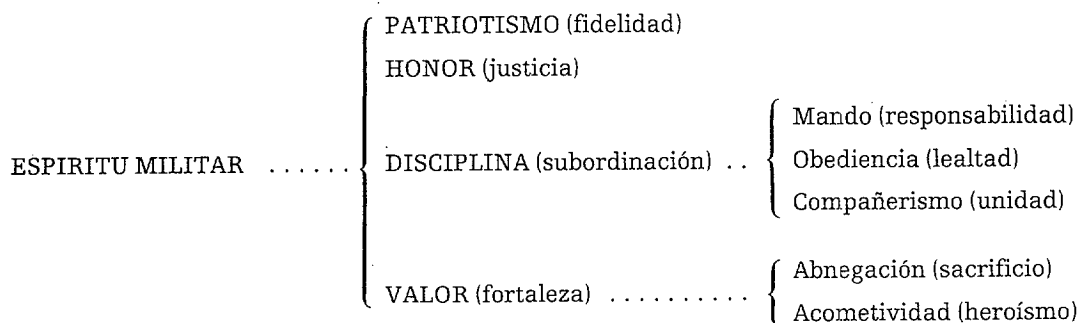 PATRIOTISMO (fidelidad)
HONOR (justicia)
Mando (responsabilidad)
ESPIRITU MILITAR ...... DISCIPLINA (subordinación) .. Obediencia (lealtad)
Compañerismo (unidad)
Abnegación (sacrificio)
VALOR (fortaleza) ..........
Acometividad (heroísmo)